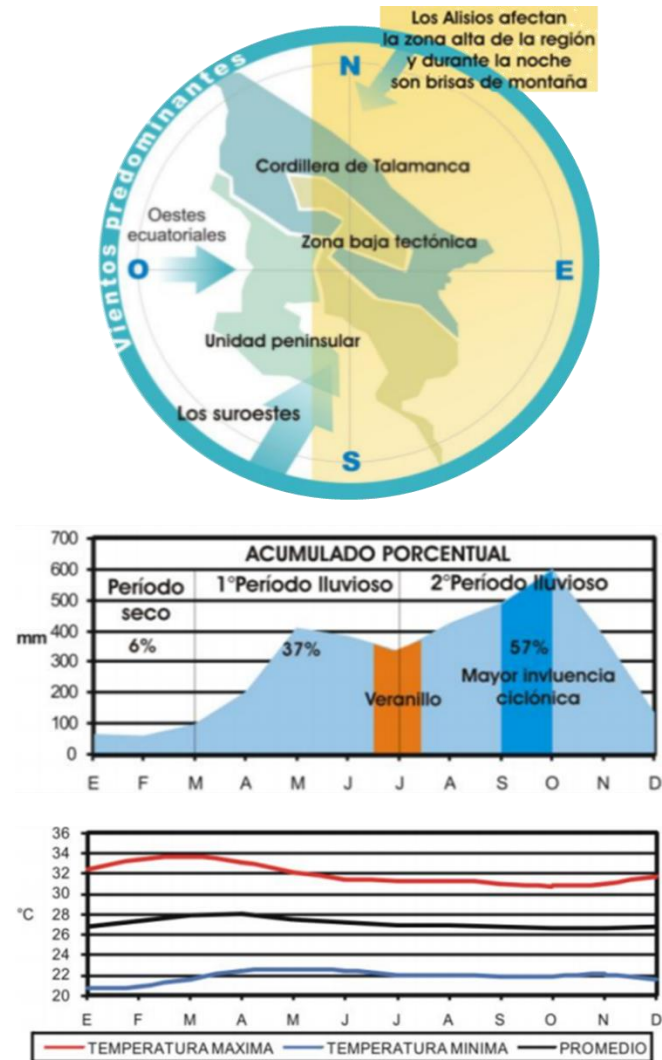 Los Alisios afectan
la zona alta de la región
y durante la noche
son brisas de montaña
Vientos predominantes
N
Cordillera de Talamanca
Oestes
ecuatoriales
Zona baja tectónica
O
E
Unidad peninsular
Los suroestes
S
ACUMULADO PORCENTUAL
Período
seco
6%
1°Período lluvioso
37%
2°Período lluvioso
57%
Veranillo
Mayor invluencia
ciclónica
mm
700
600
500
400
300
200
100
0
E F M A M J J A S O N D
°C
36
34
32
30
28
26
24
22
20
E F M A M J J A S O N D
TEMPERATURA MAXIMA TEMPERATURA MINIMA PROMEDIO